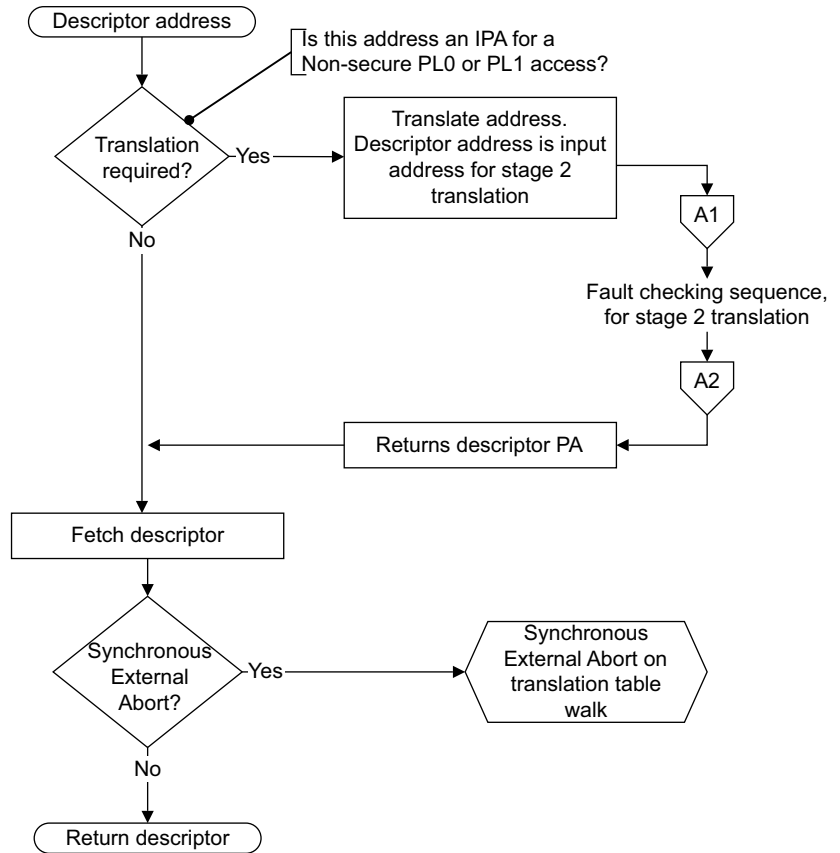 Descriptor address
Is this address an IPA for a
Non-secure PL0 or PL1 access?
Translation
required?
Yes
Translate address.
Descriptor address is input
address for stage 2
translation
A1
No
Fault checking sequence,
for stage 2 translation
A2
Returns descriptor PA
Fetch descriptor
Synchronous
External
Abort?
Yes
Synchronous
External Abort on
translation table
walk
No
Return descriptor